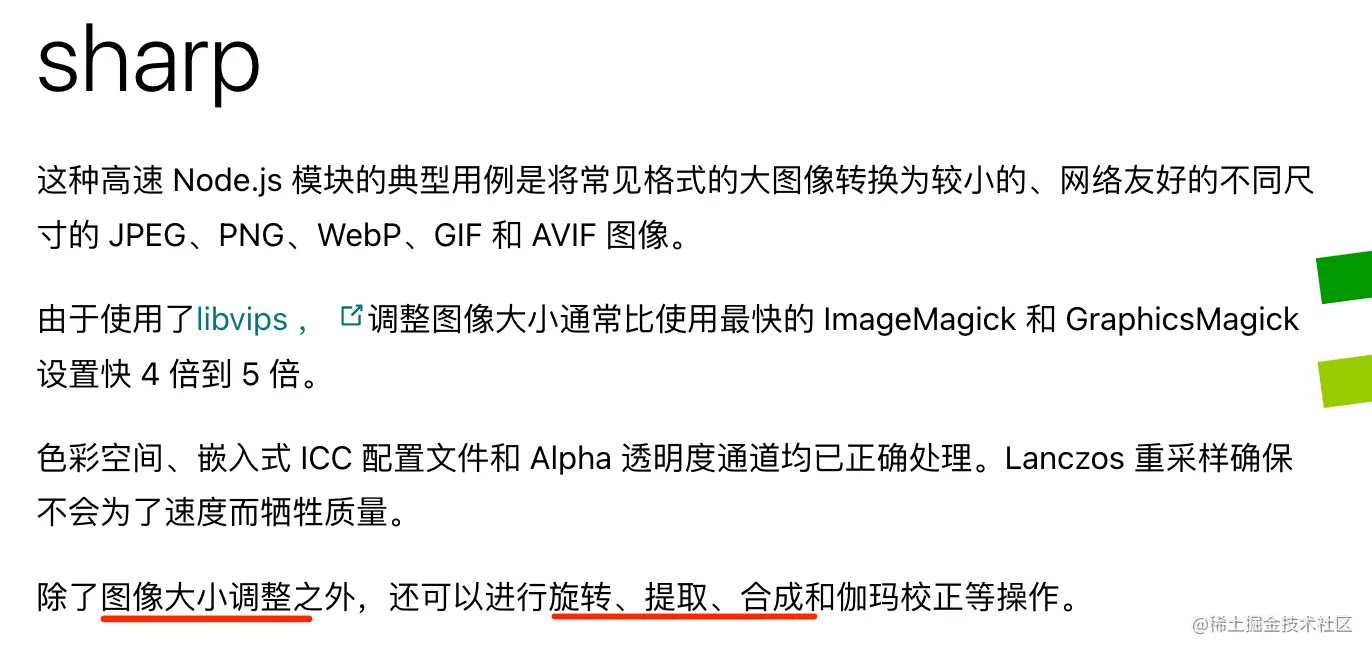 sharp
这种高速 Node.js 模块的典型用例是将常见格式的大图像转换为较小的、网络友好的不同尺
寸的 JPEG、PNG、WebP、GIF 和 AVIF 图像。
由于使用了libvips ， 调整图像大小通常比使用最快的 ImageMagick 和 GraphicsMagick
设置快 4 倍到 5 倍。
色彩空间、嵌入式 ICC 配置文件和 Alpha 透明度通道均已正确处理。Lanczos 重采样确保
不会为了速度而牺牲质量。
除了图像大小调整之外，还可以进行旋转、提取、合成和伽玛校正等操作。
@稀土掘金技术社区